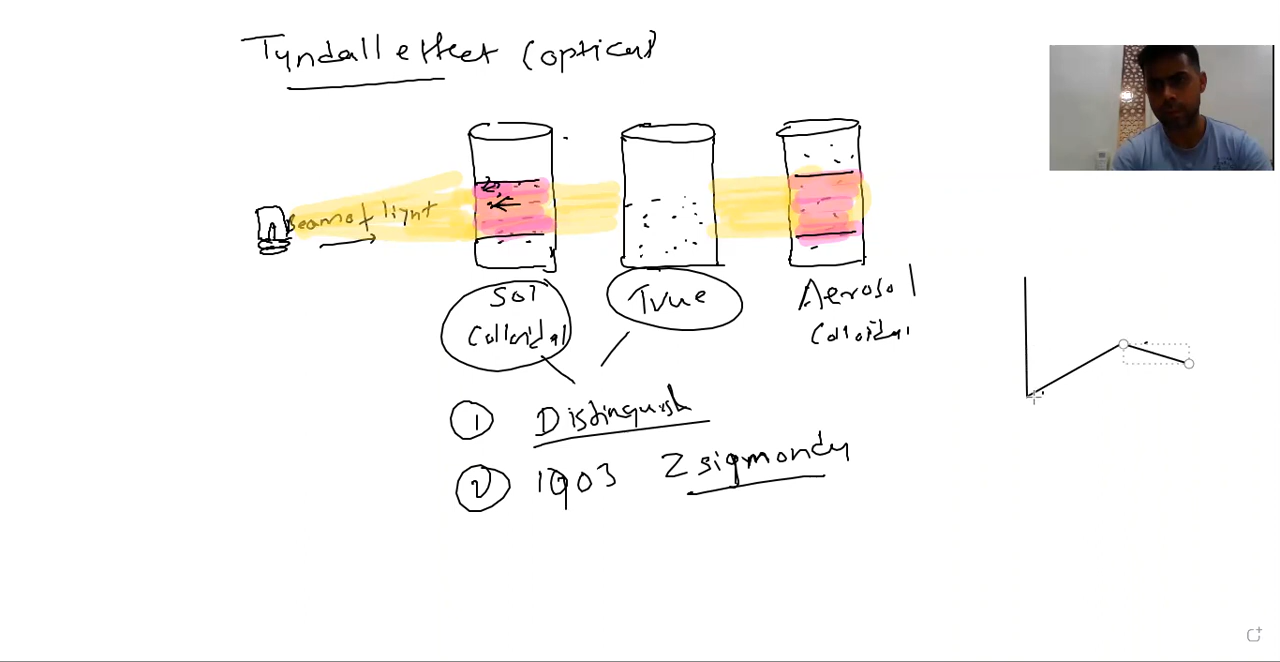 Tyndall effect (optical)
Beam of light
Sol
Colloidal
True
Aerosol
Colloidal
① Distinguish
② 1903 Zsigmondy